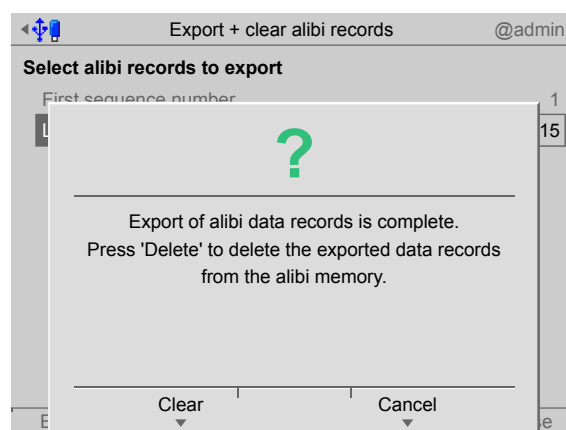 Export + clear alibi records
@admin
Select alibi records to export
First sequence number 1
15
?
Export of alibi data records is complete.
Press 'Delete' to delete the exported data records
from the alibi memory.
Clear
Cancel